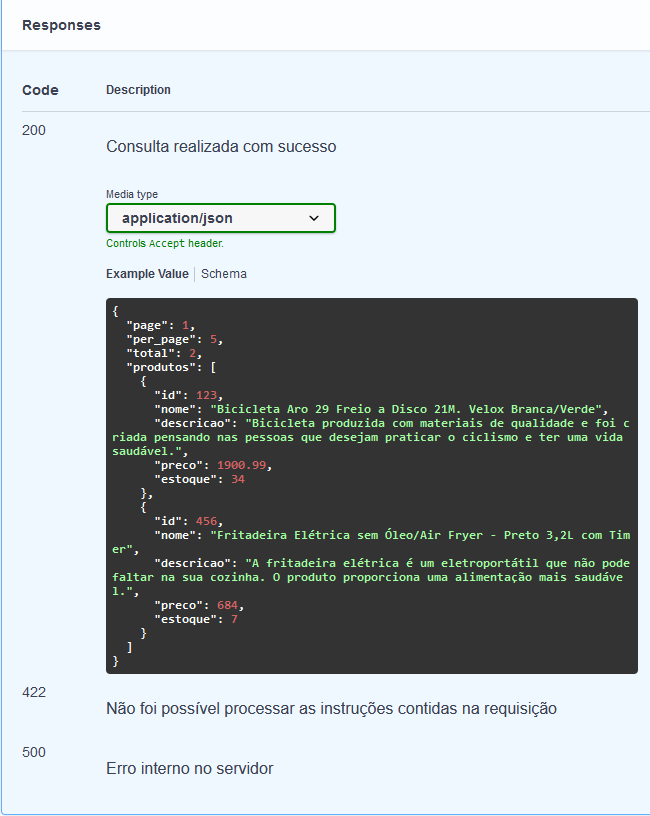 Responses
Code Description
200
Consulta realizada com sucesso
Media type
application/json
Controls Accept header.
Example Value Schema
{
  "page": 1,
  "per_page": 5,
  "total": 2,
  "produtos": [
    {
      "id": 123,
      "nome": "Bicicleta Aro 29 Freio a Disco 21M. Velox Branca/Verde",
      "descricao": "Bicicleta produzida com materiais de qualidade e foi c
riada pensando nas pessoas que desejam praticar o ciclismo e ter uma vida
saudável.",
      "preco": 1900.99,
      "estoque": 34
    },
    {
      "id": 456,
      "nome": "Fritadeira Elétrica sem Óleo/Air Fryer - Preto 3,2L com Tim
er",
      "descricao": "A fritadeira elétrica é um eletroportátil que não pode
faltar na sua cozinha. O produto proporciona uma alimentação mais saudáve
l.",
      "preco": 684,
      "estoque": 7
    }
  ]
}
422
Não foi possível processar as instruções contidas na requisição
500
Erro interno no servidor